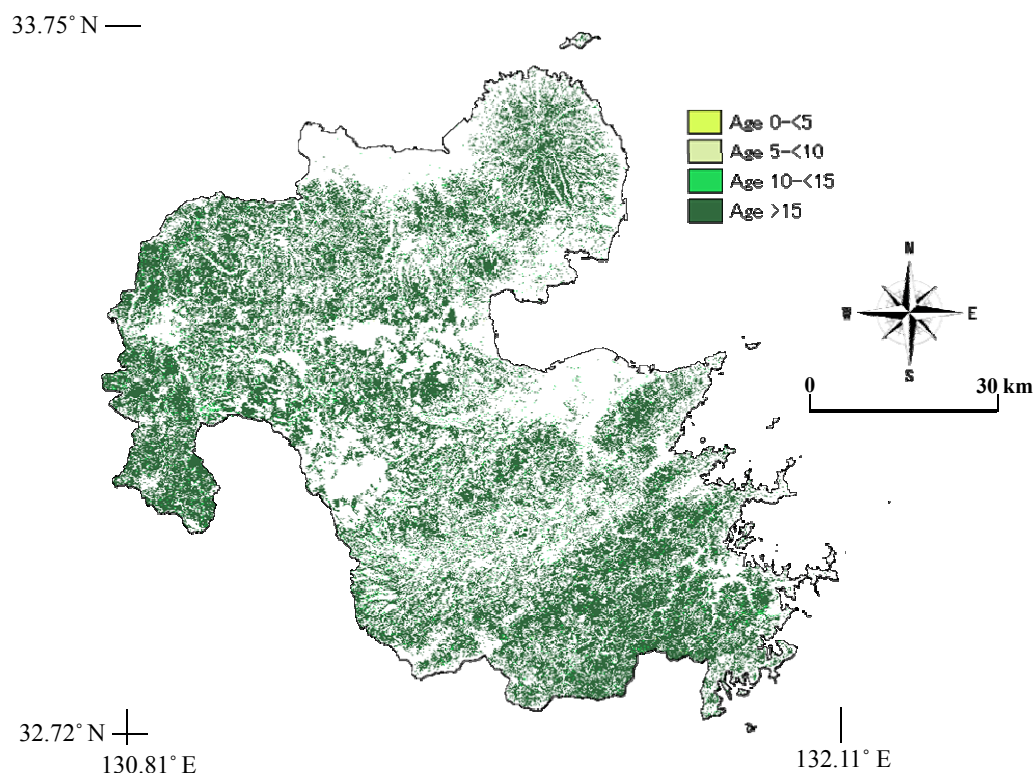 33.75° N
Age 0-<5
Age 5-<10
Age 10-<15
Age >15
N
W E
S
0 30 km
32.72° N
130.81° E
132.11° E